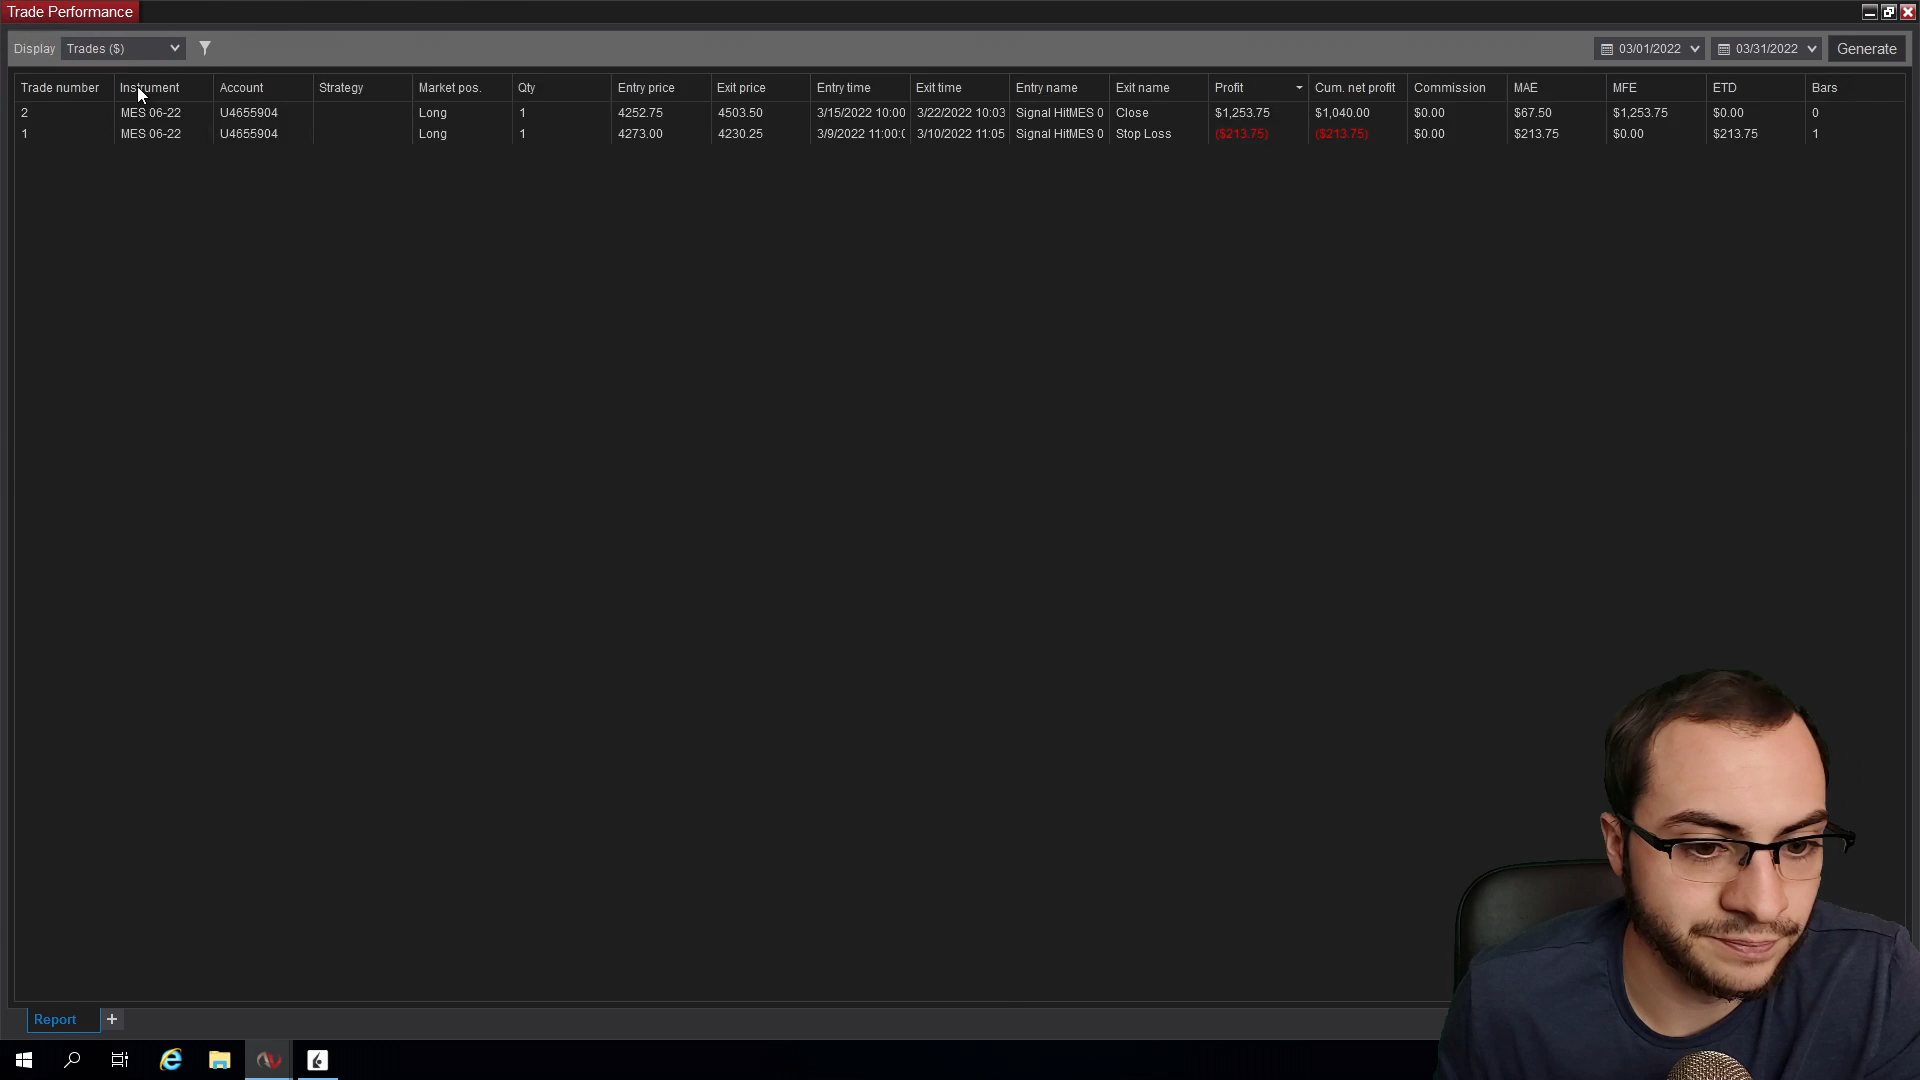 Trade Performance
Display Trades ($) 03/01/2022 03/31/2022 Generate
Trade number Instrument Account Strategy Market pos. Qty Entry price Exit price Entry time Exit time Entry name Exit name Profit Cum. net profit Commission MAE MFE ETD Bars
2 MES 06-22 U4655904 Long 1 4252.75 4503.50 3/15/2022 10:00 3/22/2022 10:03 Signal HitMES 0 Close $1,253.75 $1,040.00 $0.00 $67.50 $1,253.75 $0.00 0
1 MES 06-22 U4655904 Long 1 4273.00 4230.25 3/9/2022 11:00:( 3/10/2022 11:05 Signal HitMES 0 Stop Loss ($213.75) ($213.75) $0.00 $213.75 $0.00 $213.75 1
Report +